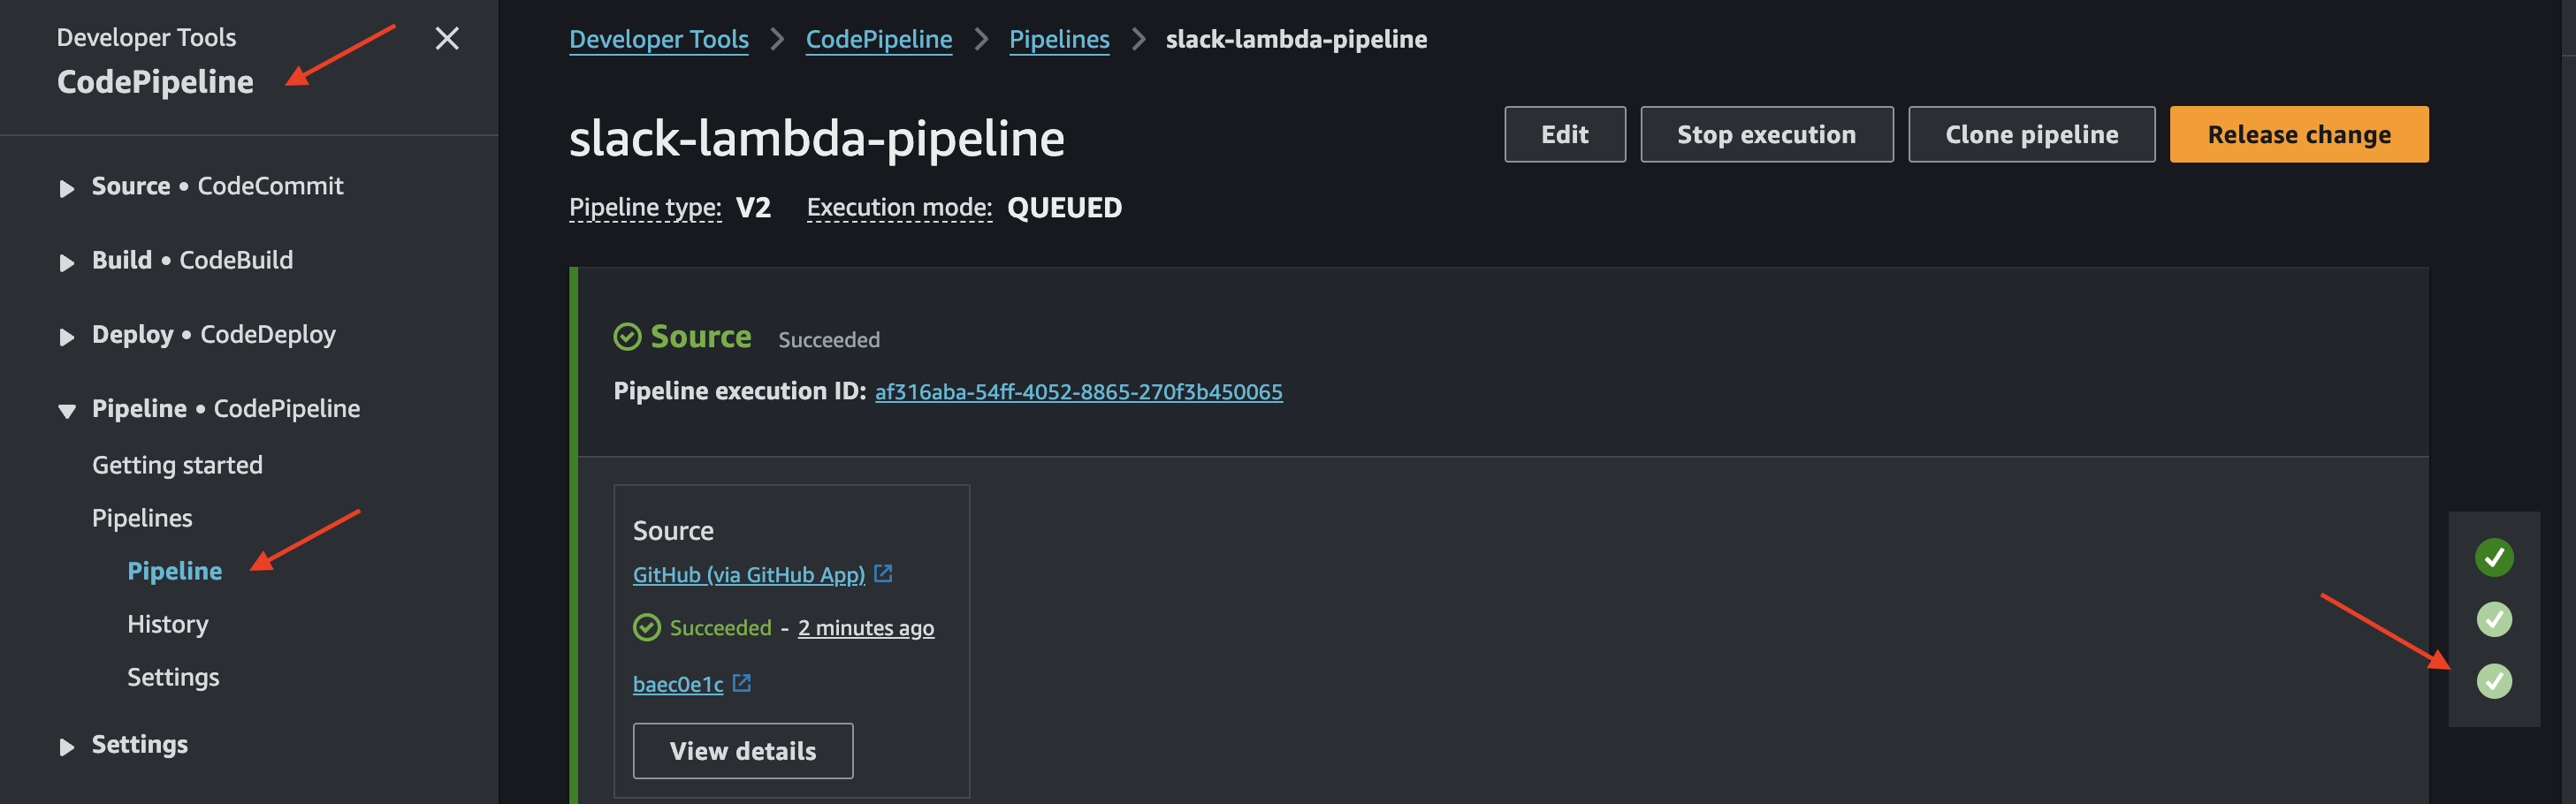 Developer Tools
CodePipeline
Source • CodeCommit
Build • CodeBuild
Deploy • CodeDeploy
Pipeline • CodePipeline
Getting started
Pipelines
Pipeline
History
Settings
Settings
Developer Tools > CodePipeline > Pipelines > slack-lambda-pipeline
slack-lambda-pipeline
Edit
Stop execution
Clone pipeline
Release change
Pipeline type: V2 Execution mode: QUEUED
Source Succeeded
Pipeline execution ID: af316aba-54ff-4052-8865-270f3b450065
Source
GitHub (via GitHub App)
Succeeded - 2 minutes ago
baec0e1c
View details